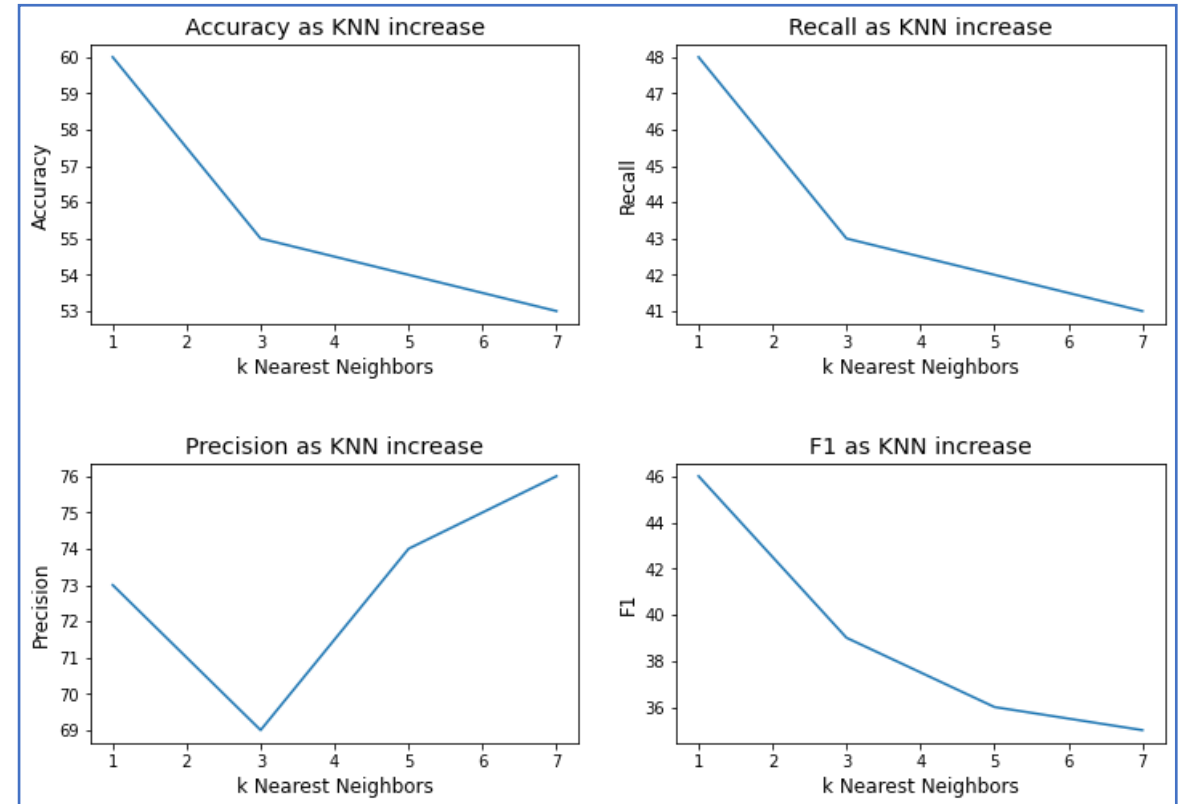 Accuracy as KNN increase
60
59
58
57
56
55
54
53
Accuracy
1 2 3 4 5 6 7
k Nearest Neighbors
Recall as KNN increase
48
47
46
45
44
43
42
41
Recall
1 2 3 4 5 6 7
k Nearest Neighbors
Precision as KNN increase
76
75
74
73
72
71
70
69
Precision
1 2 3 4 5 6 7
k Nearest Neighbors
F1 as KNN increase
46
44
42
40
38
36
F1
1 2 3 4 5 6 7
k Nearest Neighbors